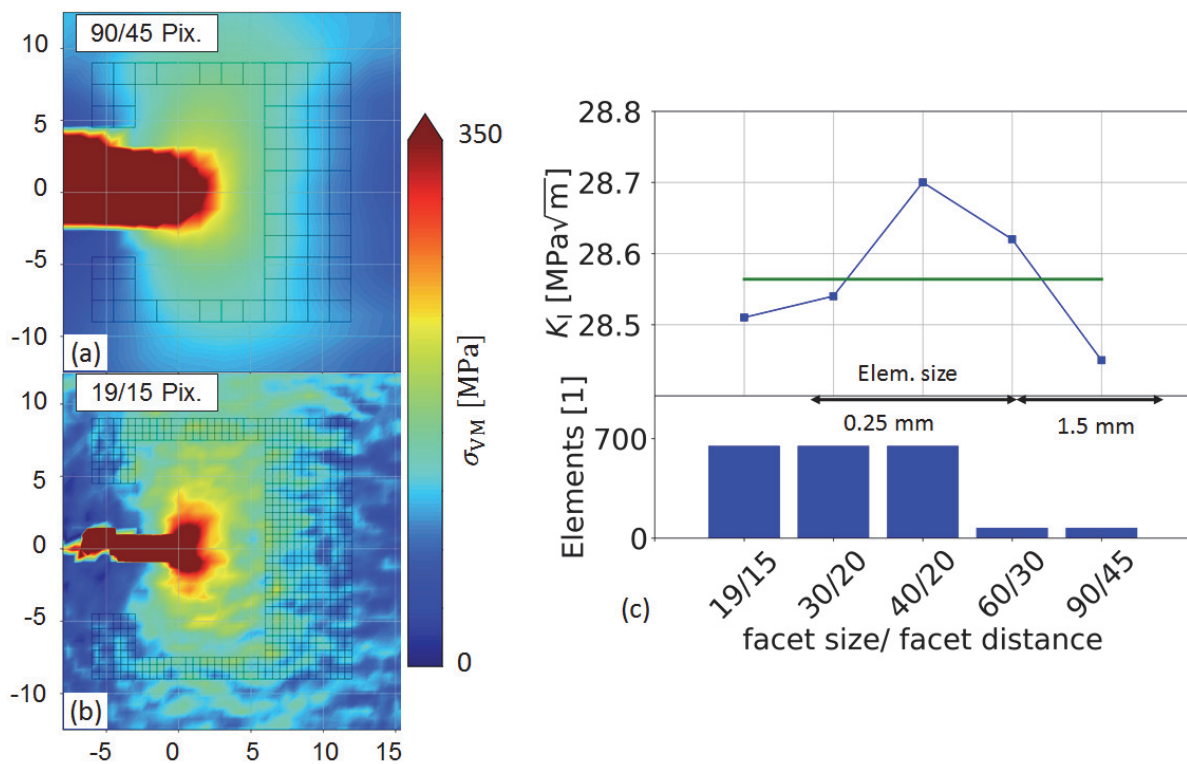 90/45 Pix.
10
5
0
-5
-10
(a)
19/15 Pix.
10
5
0
-5
-10
(b)
-5 0 5 10 15
350
σVM [MPa]
0
28.8
28.7
28.6
28.5
KI [MPa√m]
Elem. size
0.25 mm
1.5 mm
Elements [1]
700
0
19/15 30/20 40/20 60/30 90/45
(c)
facet size/ facet distance